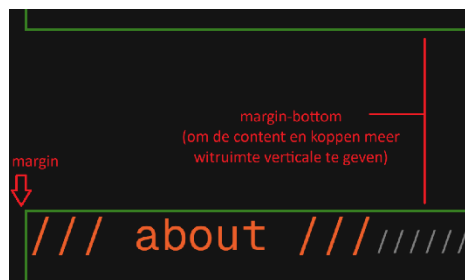 margin-bottom
(om de content en koppen meer
witruimte verticale te geven)
margin
/// about /////////